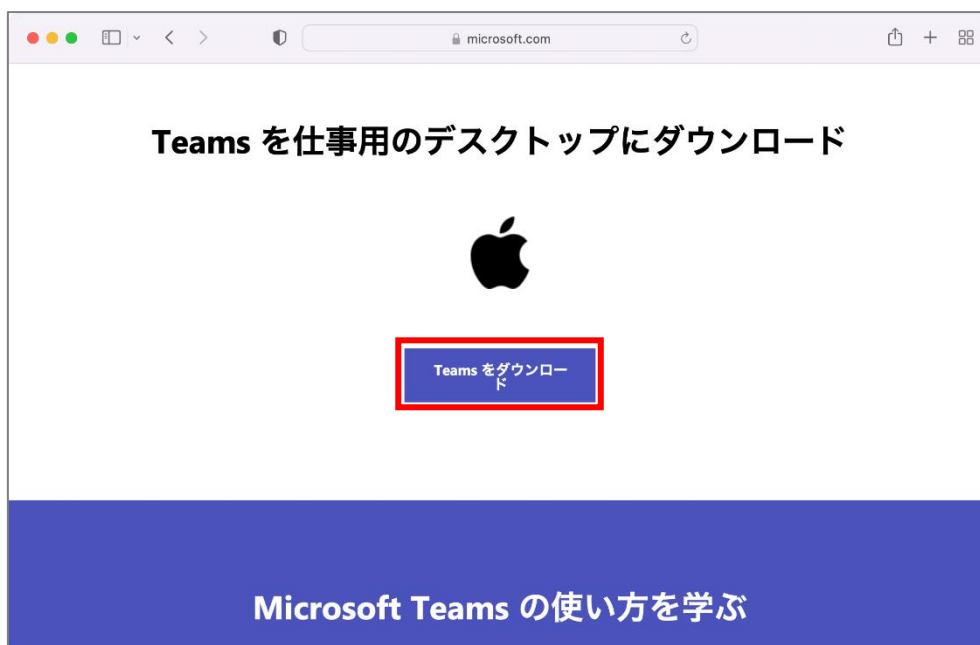 microsoft.com
Teams を仕事用のデスクトップにダウンロード
Teams をダウンロー
ド
Microsoft Teams の使い方を学ぶ